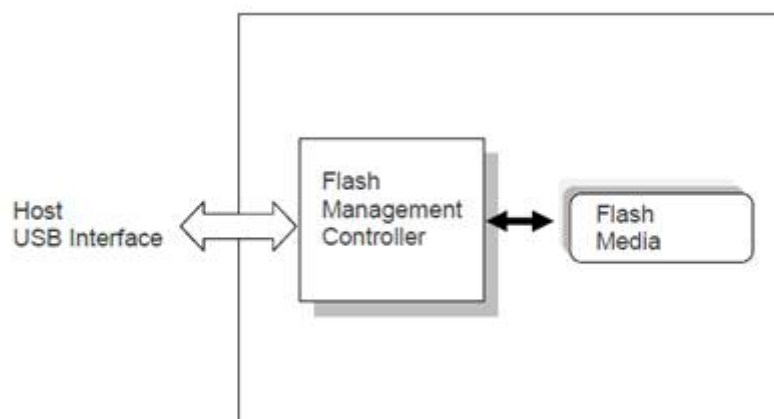 Host
USB Interface
Flash
Management
Controller
Flash
Media